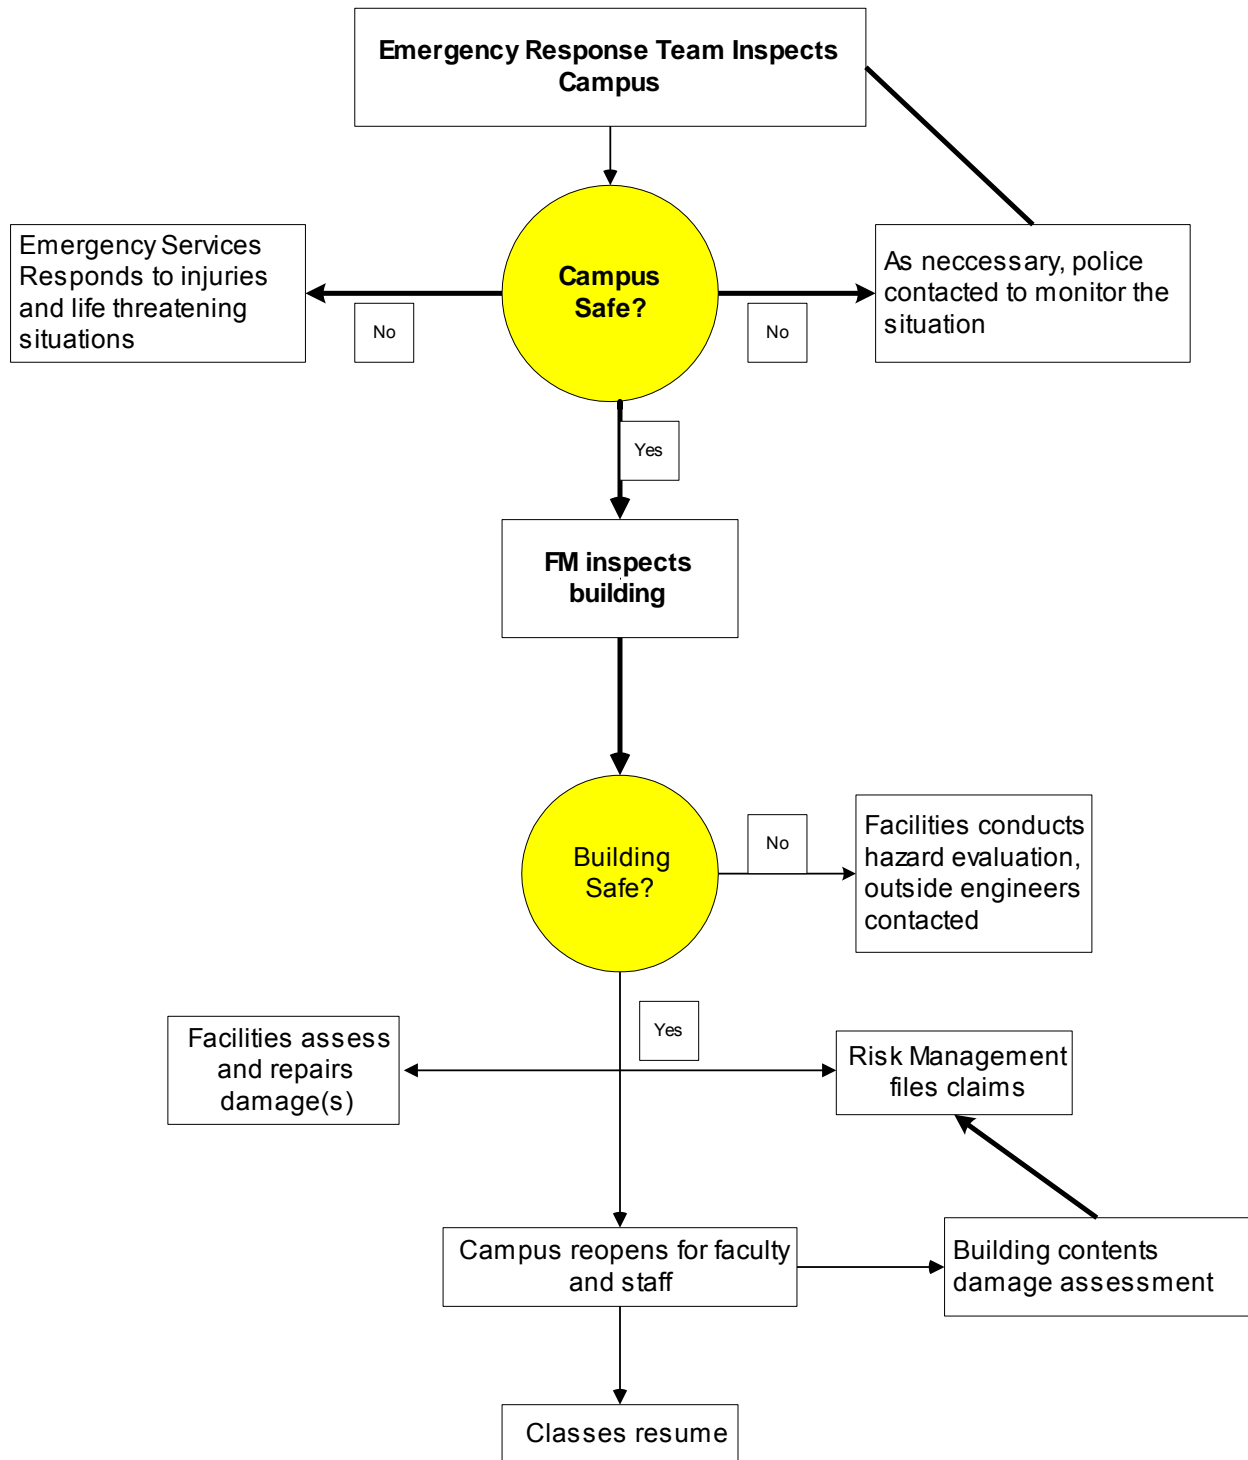 Emergency Response Team Inspects
Campus
Emergency Services
Responds to injuries
and life threatening
situations
No
Campus
Safe?
No
As neccessary, police
contacted to monitor the
situation
Yes
FM inspects
building
Building
Safe?
No
Facilities conducts
hazard evaluation,
outside engineers
contacted
Yes
Facilities assess
and repairs
damage(s)
Risk Management
files claims
Campus reopens for faculty
and staff
Building contents
damage assessment
Classes resume